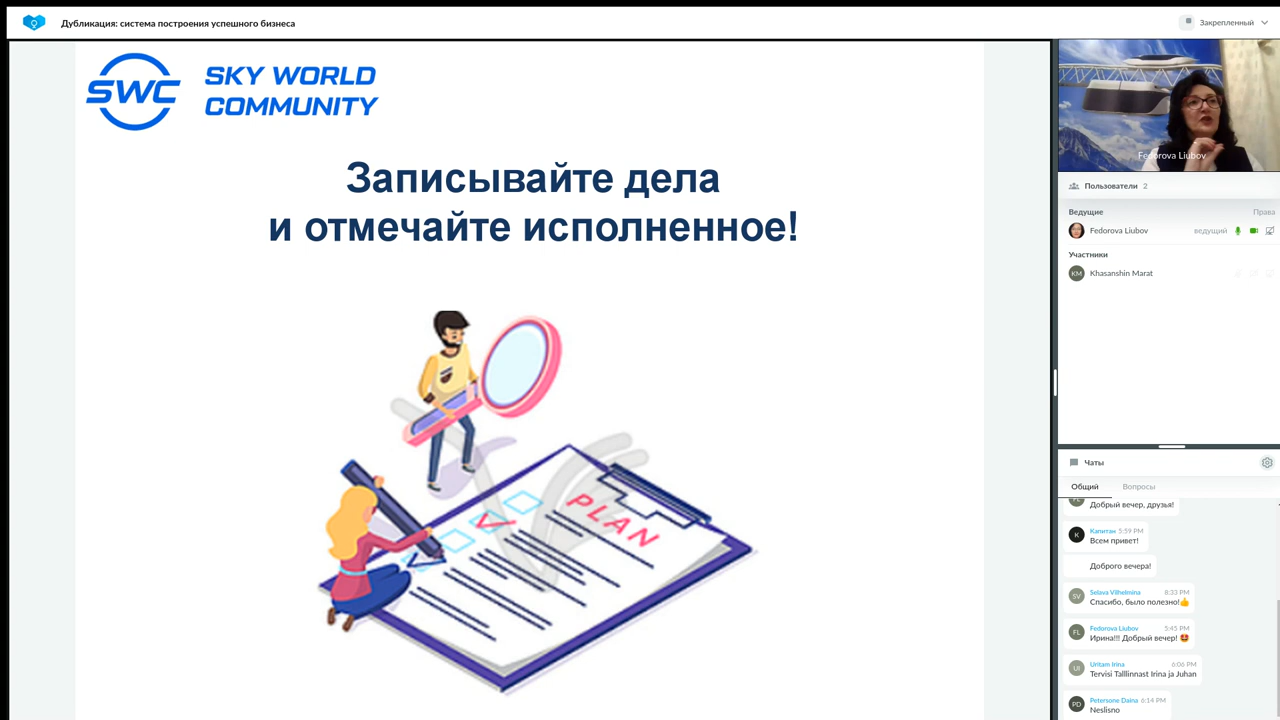 Дубликация: система построения успешного бизнеса
Закрепленный
SWC
SKY WORLD
COMMUNITY
Записывайте дела
и отмечайте исполненное!
PLAN
Fedorova Liubov
Пользователи 2
Ведущие Права
Fedorova Liubov ведущий
Участники
KM Khasanshin Marat
Чаты
Общий Вопросы
Добрый вечер, друзья!
K Капитан 5:59 PM
Всем привет!
Доброго вечера!
SV Selava Vilhelmina 8:33 PM
Спасибо, было полезно!👍
FL Fedorova Liubov 5:45 PM
Ирина!!! Добрый вечер! 🤩
UI Uritam Irina 6:06 PM
Tervisi Talllinnast Irina ja Juhan
PD Petersone Daina 6:14 PM
Neslisno